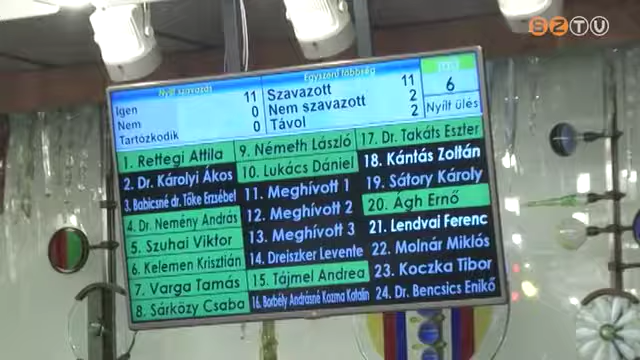 SZTV
Nyílt szavazás
Igen 11
Nem 0
Tartózkodik 0
Egyszerű többség
Szavazott 11
Nem szavazott 2
Távol 2
6
Nyílt ülés
1. Rettegi Attila
2. Dr. Károlyi Ákos
3. Babicsné dr. Tőke Erzsébet
4. Dr. Nemény András
5. Szuhai Viktor
6. Kelemen Krisztián
7. Varga Tamás
8. Sárközy Csaba
9. Németh László
10. Lukács Dániel
11. Meghívott 1
12. Meghívott 2
13. Meghívott 3
14. Dreiszker Levente
15. Tájmel Andrea
16. Borbély Andrásné Kozma Katalin
17. Dr. Takáts Eszter
18. Kántás Zoltán
19. Sátory Károly
20. Ágh Ernő
21. Lendvai Ferenc
22. Molnár Miklós
23. Koczka Tibor
24. Dr. Bencsics Enikő